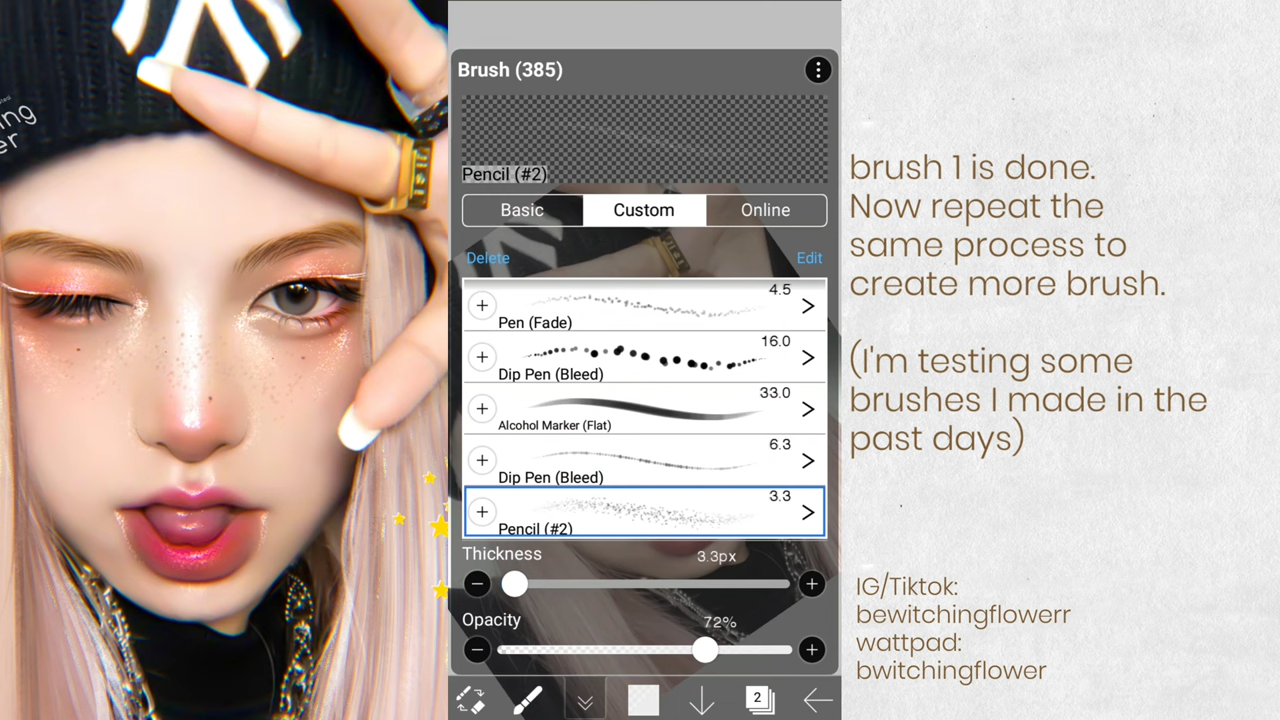 NY
ing
er
Brush (385)
Pencil (#2)
Basic
Custom
Online
Delete
Edit
4.5
Pen (Fade)
16.0
Dip Pen (Bleed)
33.0
Alcohol Marker (Flat)
6.3
Dip Pen (Bleed)
3.3
Pencil (#2)
Thickness
3.3px
Opacity
72%
2
brush 1 is done.
Now repeat the
same process to
create more brush.
(I'm testing some
brushes I made in the
past days)
IG/Tiktok:
bewitchingflowerr
wattpad:
bwitchingflower